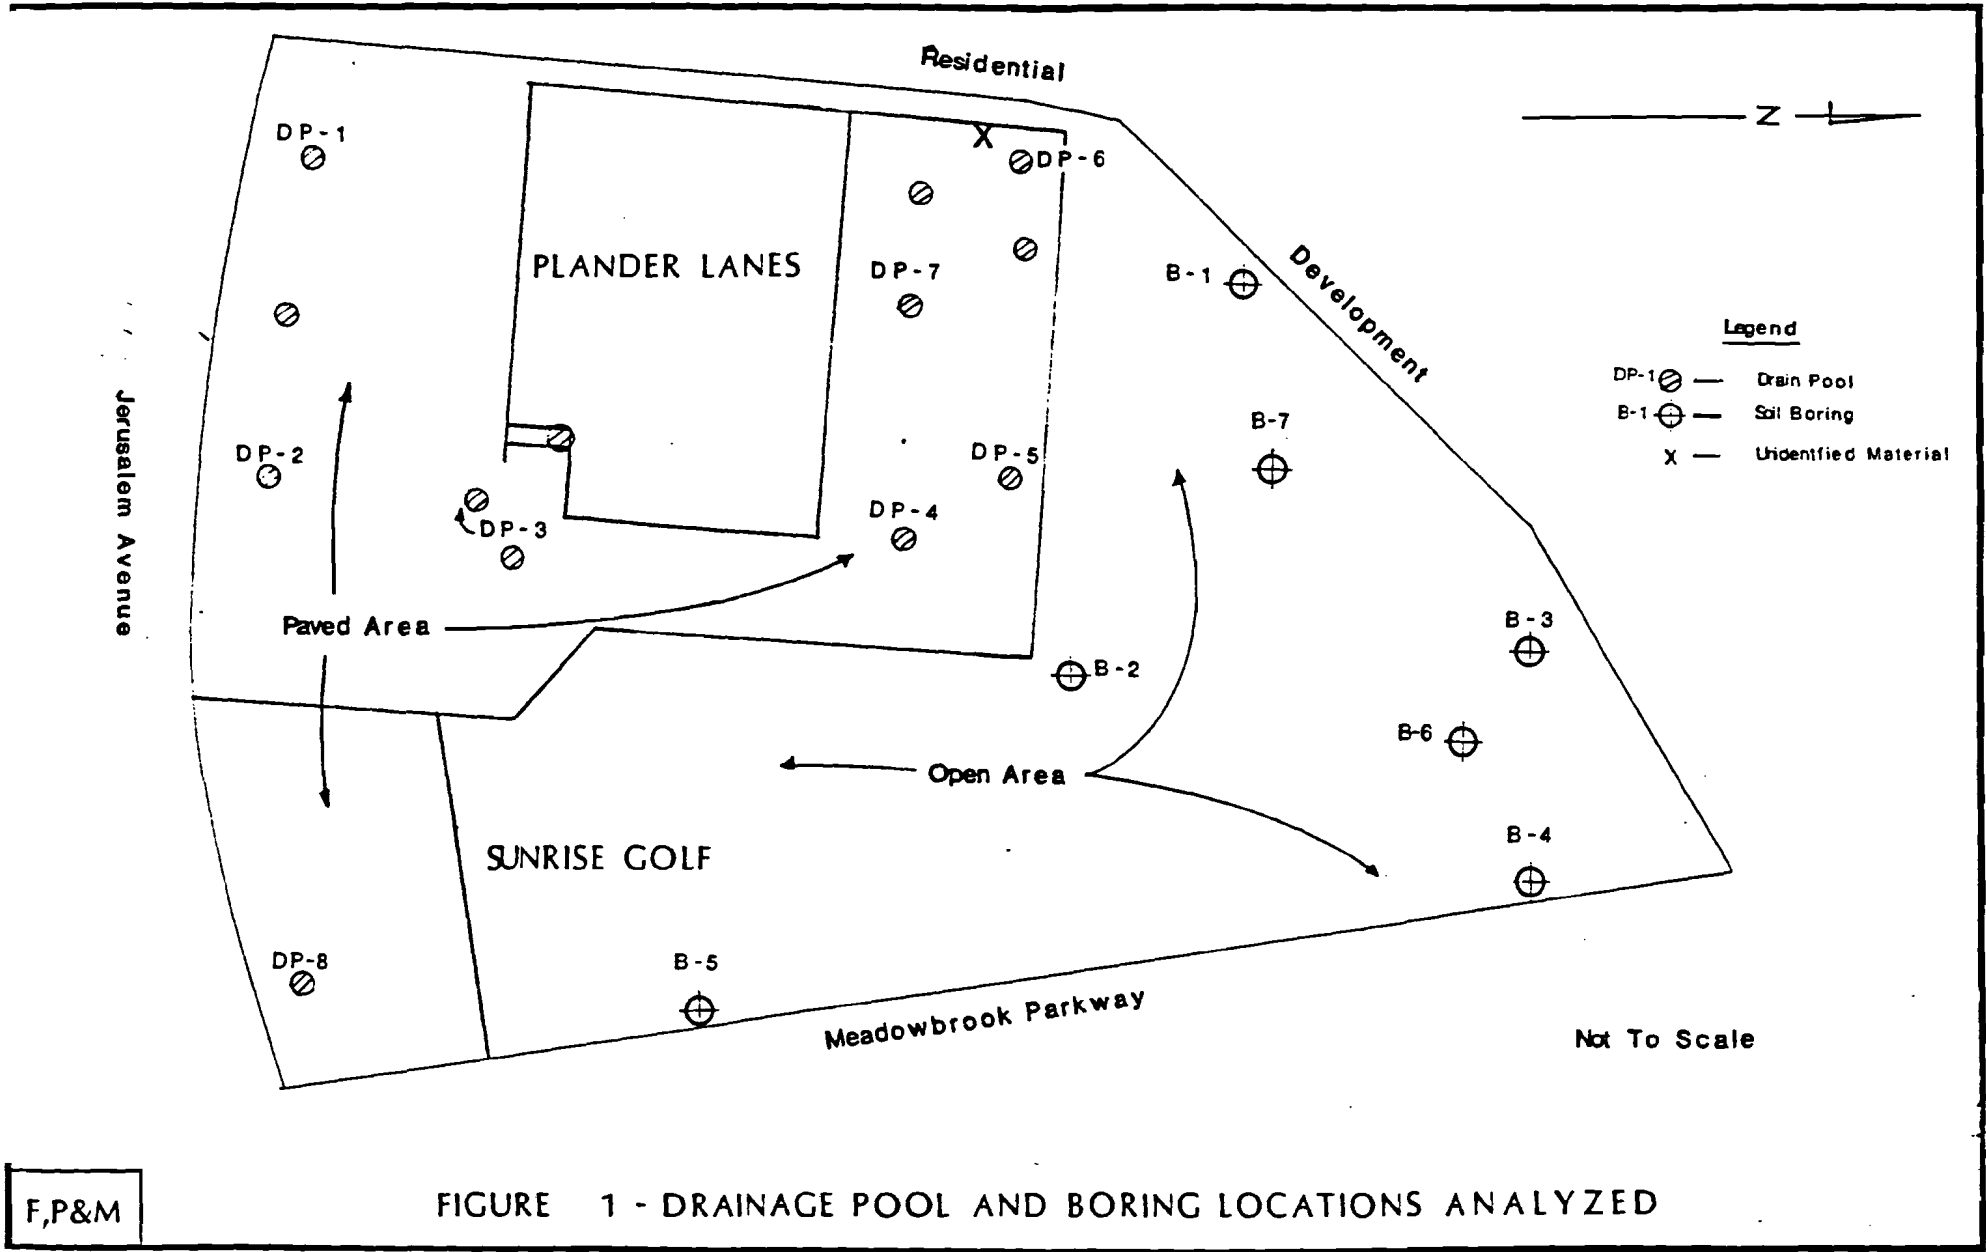 Residential
Z
DP-1
DP-6
PLANDER LANES
DP-7
B-1
Development
Legend
DP-1 — Drain Pool
B-1 — Soil Boring
X — Unidentfied Material
X
Jerusalem Avenue
DP-2
B-7
DP-5
DP-4
DP-3
Paved Area
B-3
B-2
B-6
Open Area
B-4
SUNRISE GOLF
DP-8
B-5
Meadowbrook Parkway
Not To Scale
F,P&M
FIGURE 1 - DRAINAGE POOL AND BORING LOCATIONS ANALYZED